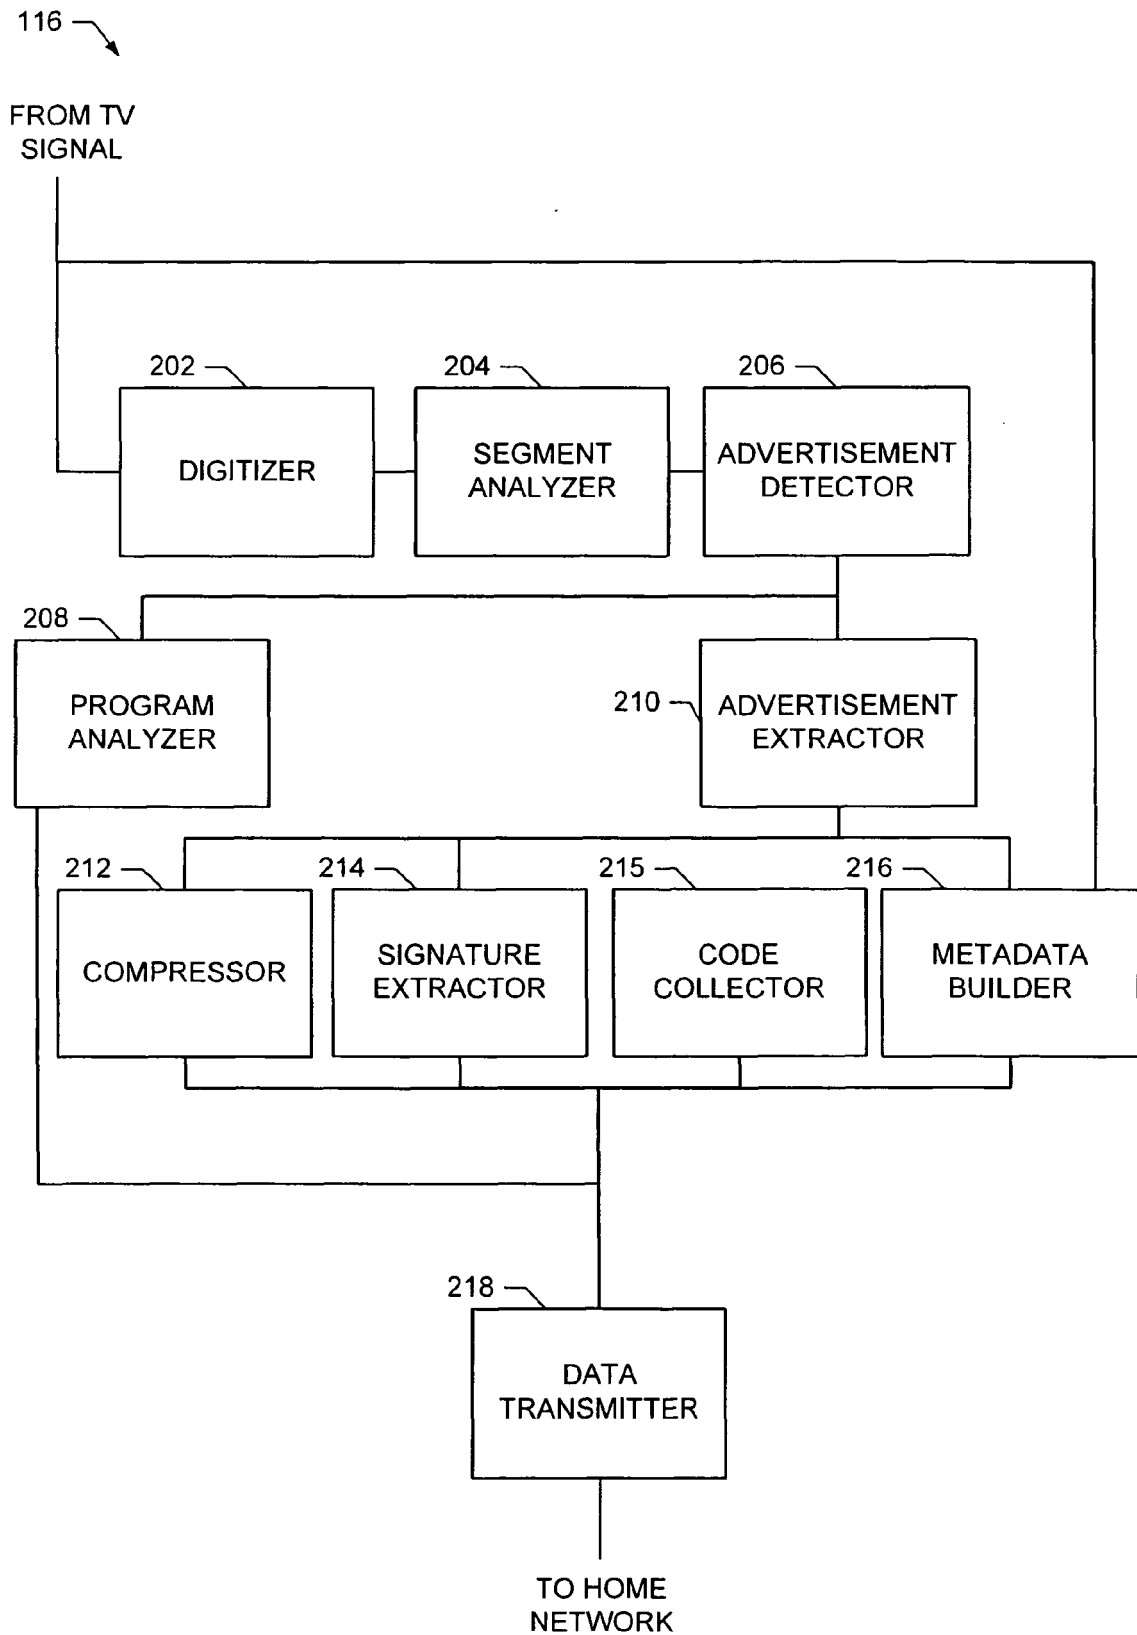 116
FROM TV
SIGNAL
202
204
206
DIGITIZER
SEGMENT
ANALYZER
ADVERTISEMENT
DETECTOR
208
PROGRAM
ANALYZER
210
ADVERTISEMENT
EXTRACTOR
212
214
215
216
COMPRESSOR
SIGNATURE
EXTRACTOR
CODE
COLLECTOR
METADATA
BUILDER
218
DATA
TRANSMITTER
TO HOME
NETWORK